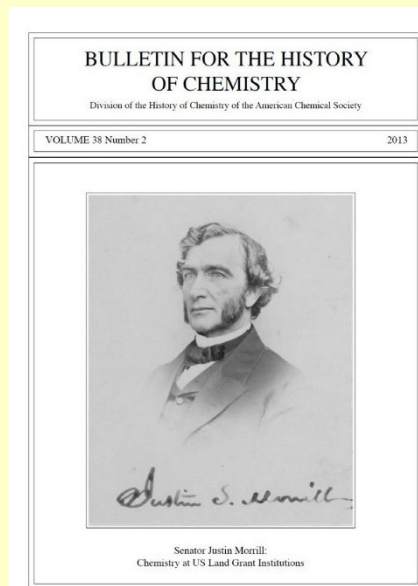 BULLETIN FOR THE HISTORY
OF CHEMISTRY
Division of the History of Chemistry of the American Chemical Society
VOLUME 38 Number 2 2013
Justin S. Morrill
Senator Justin Morrill:
Chemistry at US Land Grant Institutions